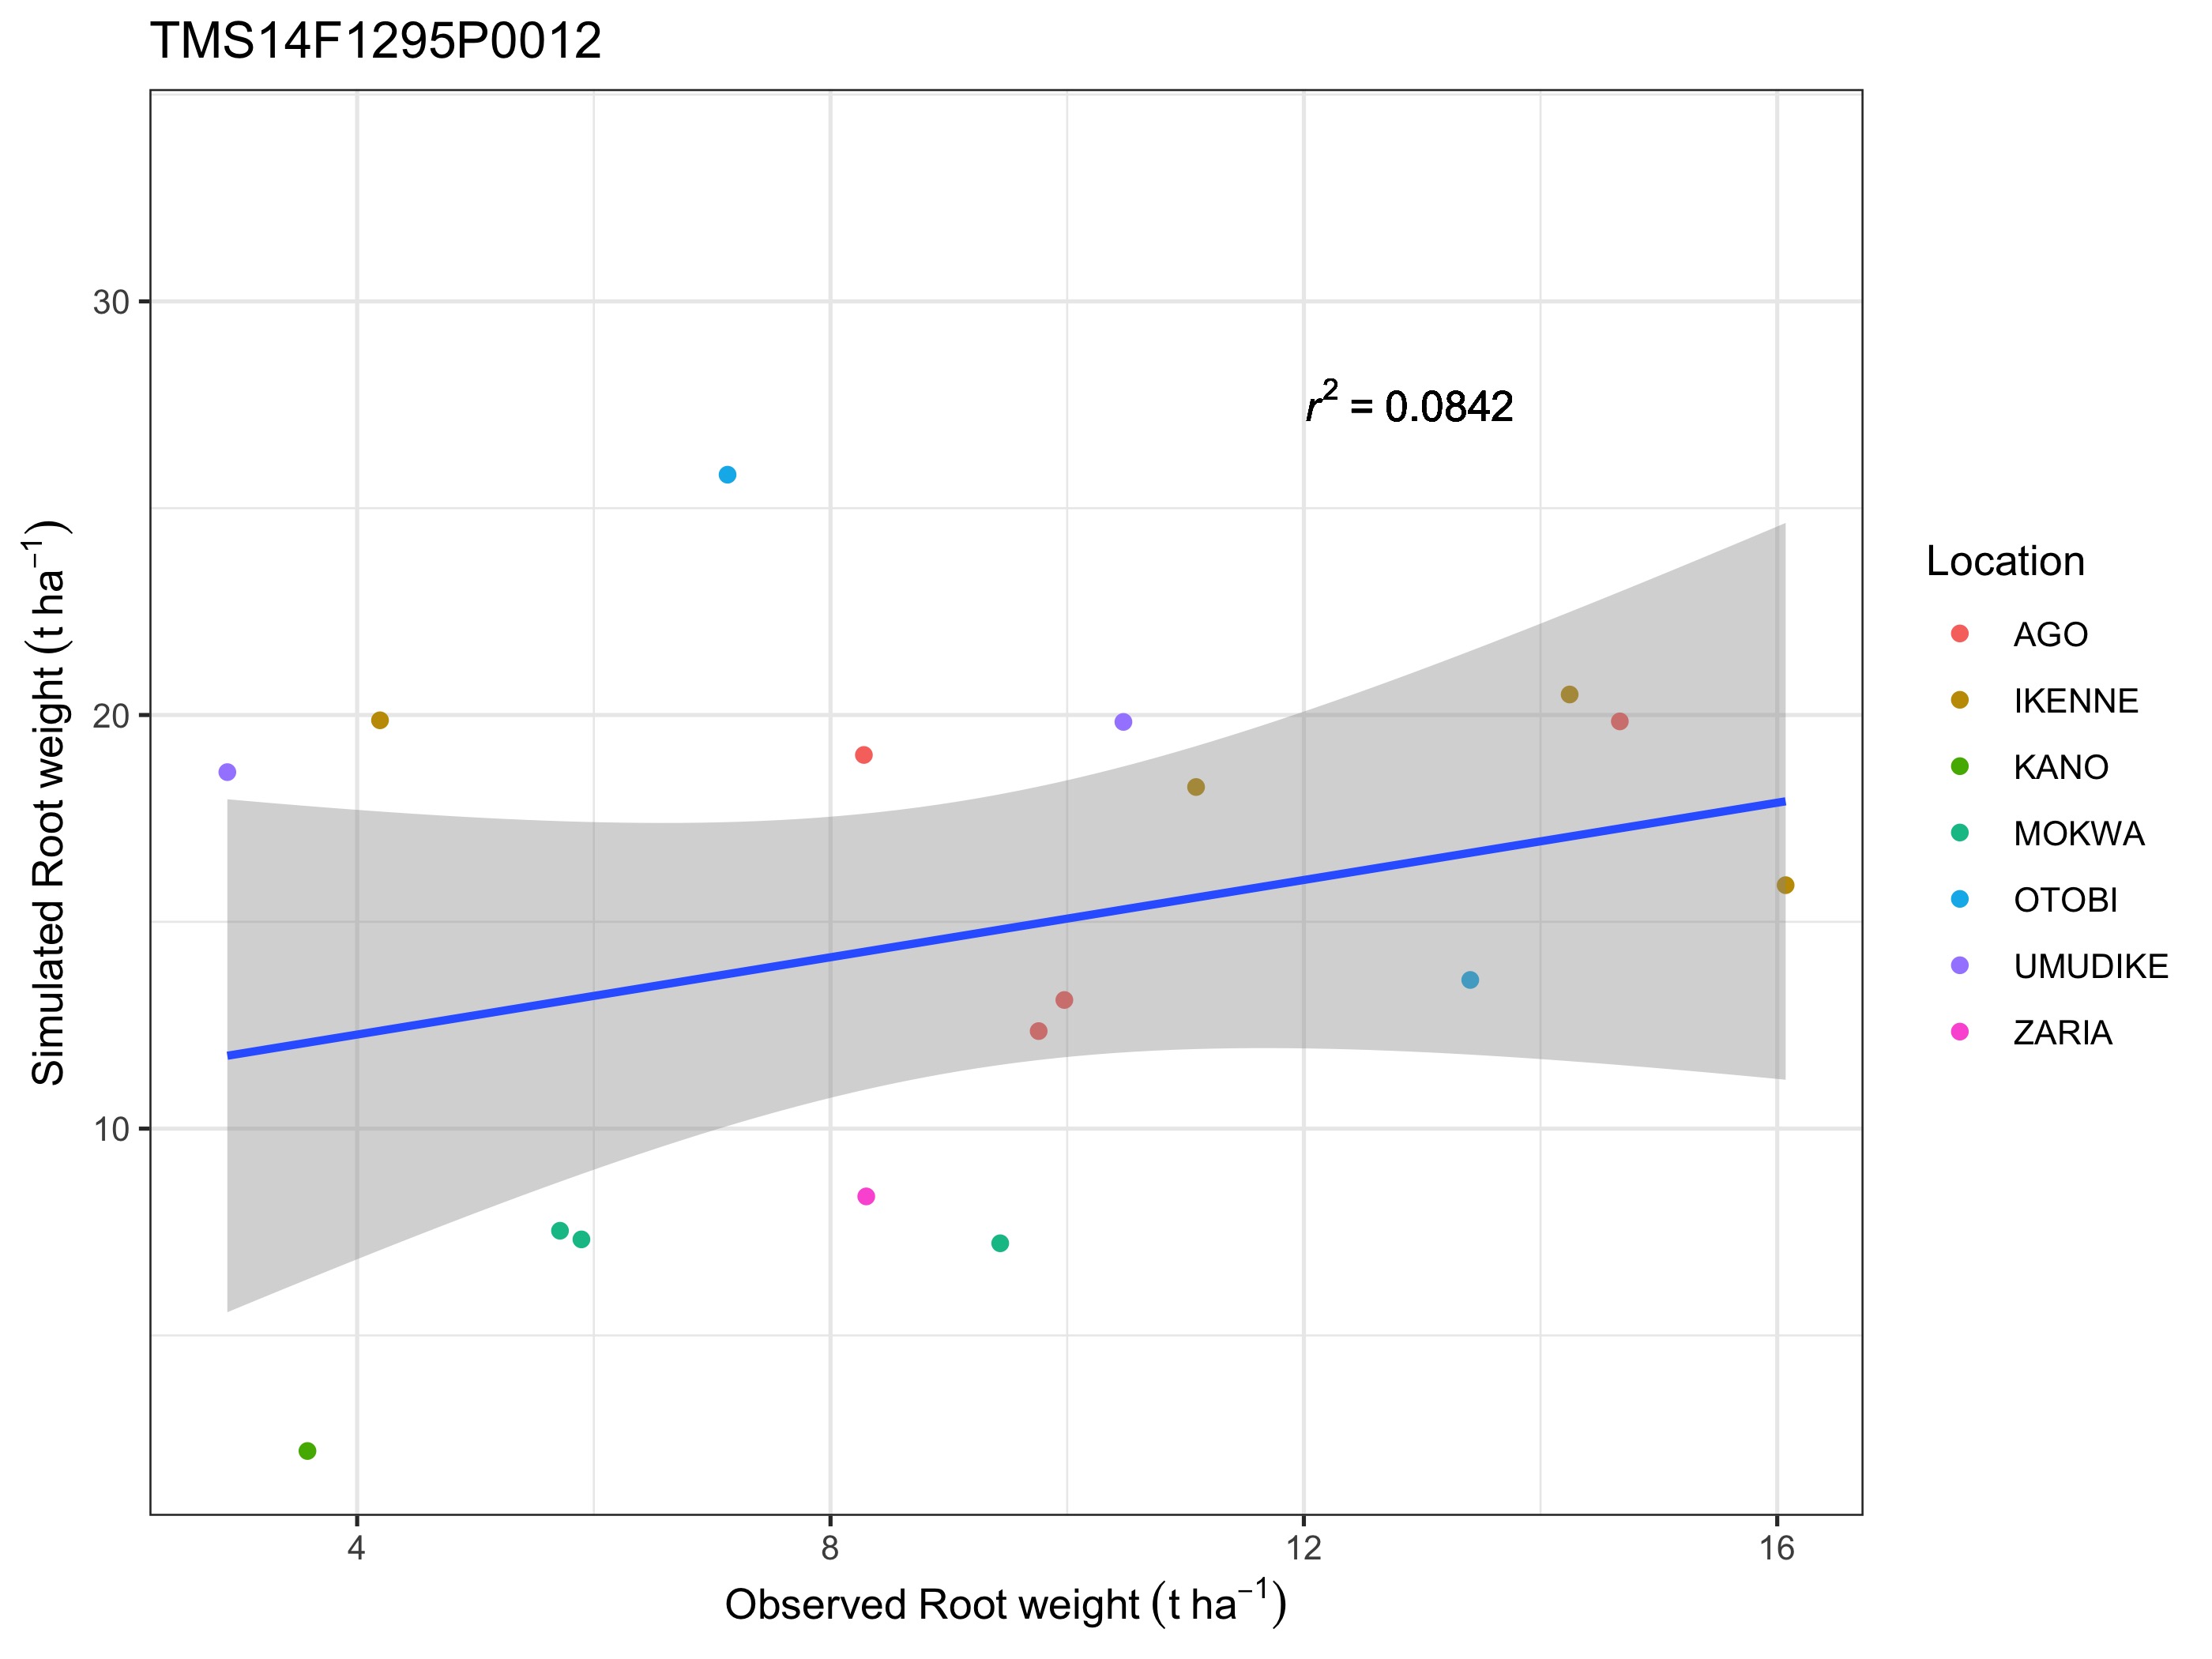 TMS14F1295P0012
30
20
10
r² = 0.0842
Simulated Root weight (t ha⁻¹)
4 8 12 16
Observed Root weight (t ha⁻¹)
Location
AGO
IKENNE
KANO
MOKWA
OTOBI
UMUDIKE
ZARIA